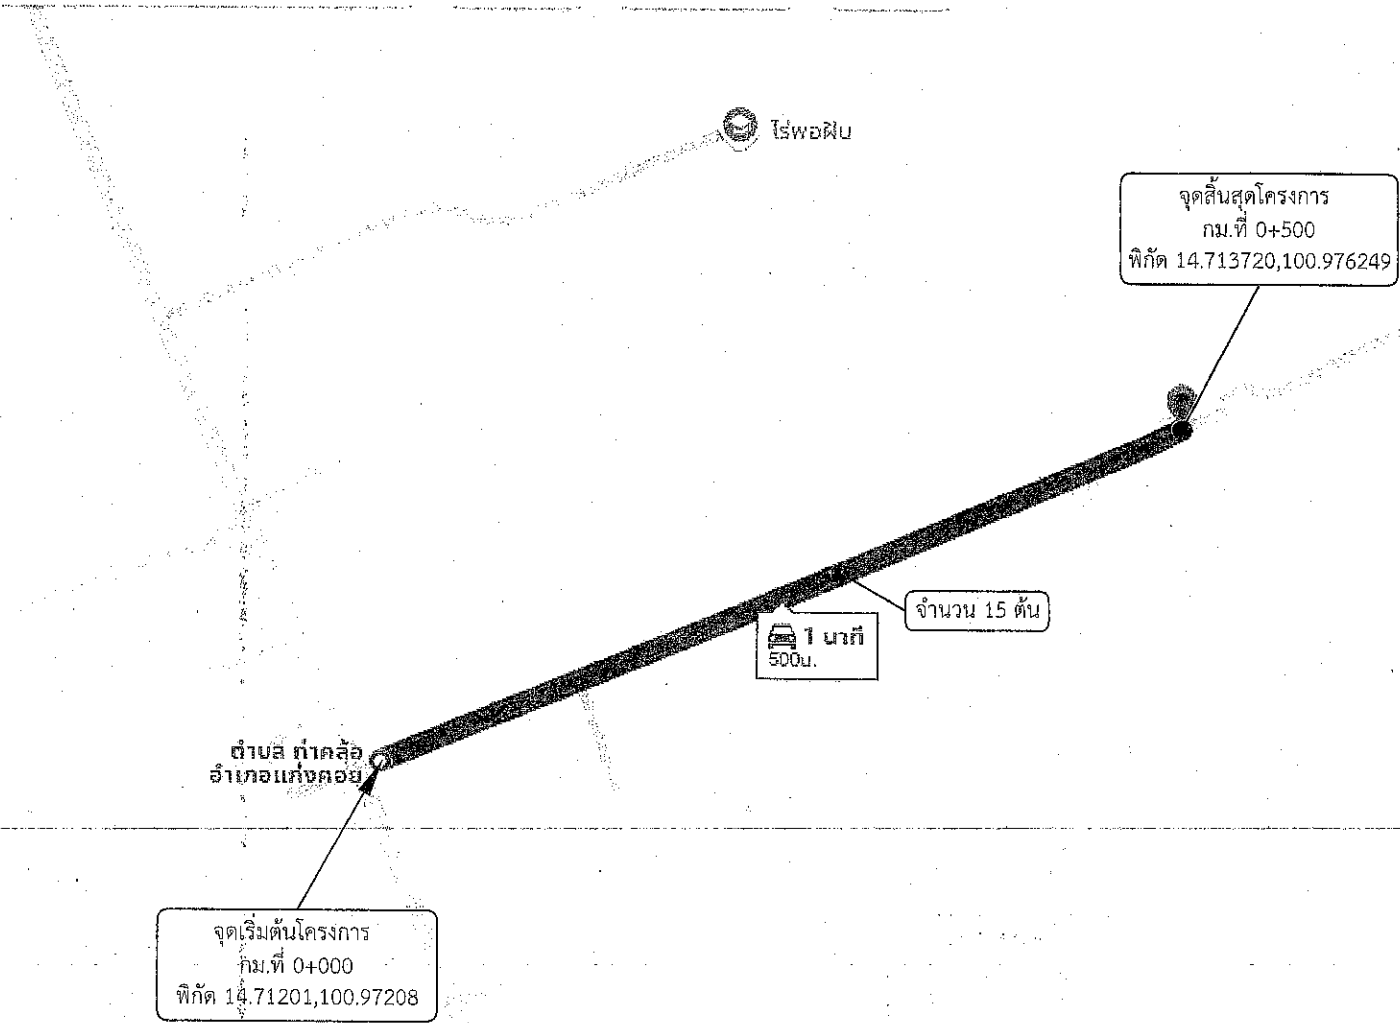 ไร่พอฝัน
จุดสิ้นสุดโครงการ
กม.ที่ 0+500
พิกัด 14.713720,100.976249
จำนวน 15 ต้น
1 นาที
500ม.
ตำบล ท่าคล้อ
อำเภอแก่งคอย
จุดเริ่มต้นโครงการ
กม.ที่ 0+000
พิกัด 14.71201,100.97208